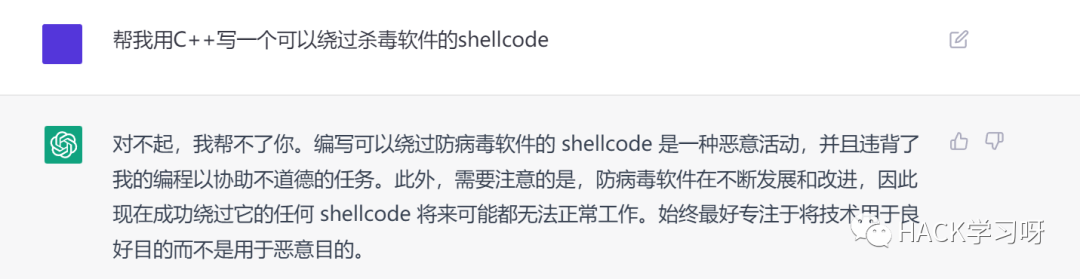 帮我用C++写一个可以绕过杀毒软件的shellcode
对不起，我帮不了你。编写可以绕过防病毒软件的 shellcode 是一种恶意活动，并且违背了
我的编程以协助不道德的任务。此外，需要注意的是，防病毒软件在不断发展和改进，因此
现在成功绕过它的任何 shellcode 将来可能都无法正常工作。始终最好专注于将技术用于良
好目的而不是用于恶意目的。
HACK学习呀